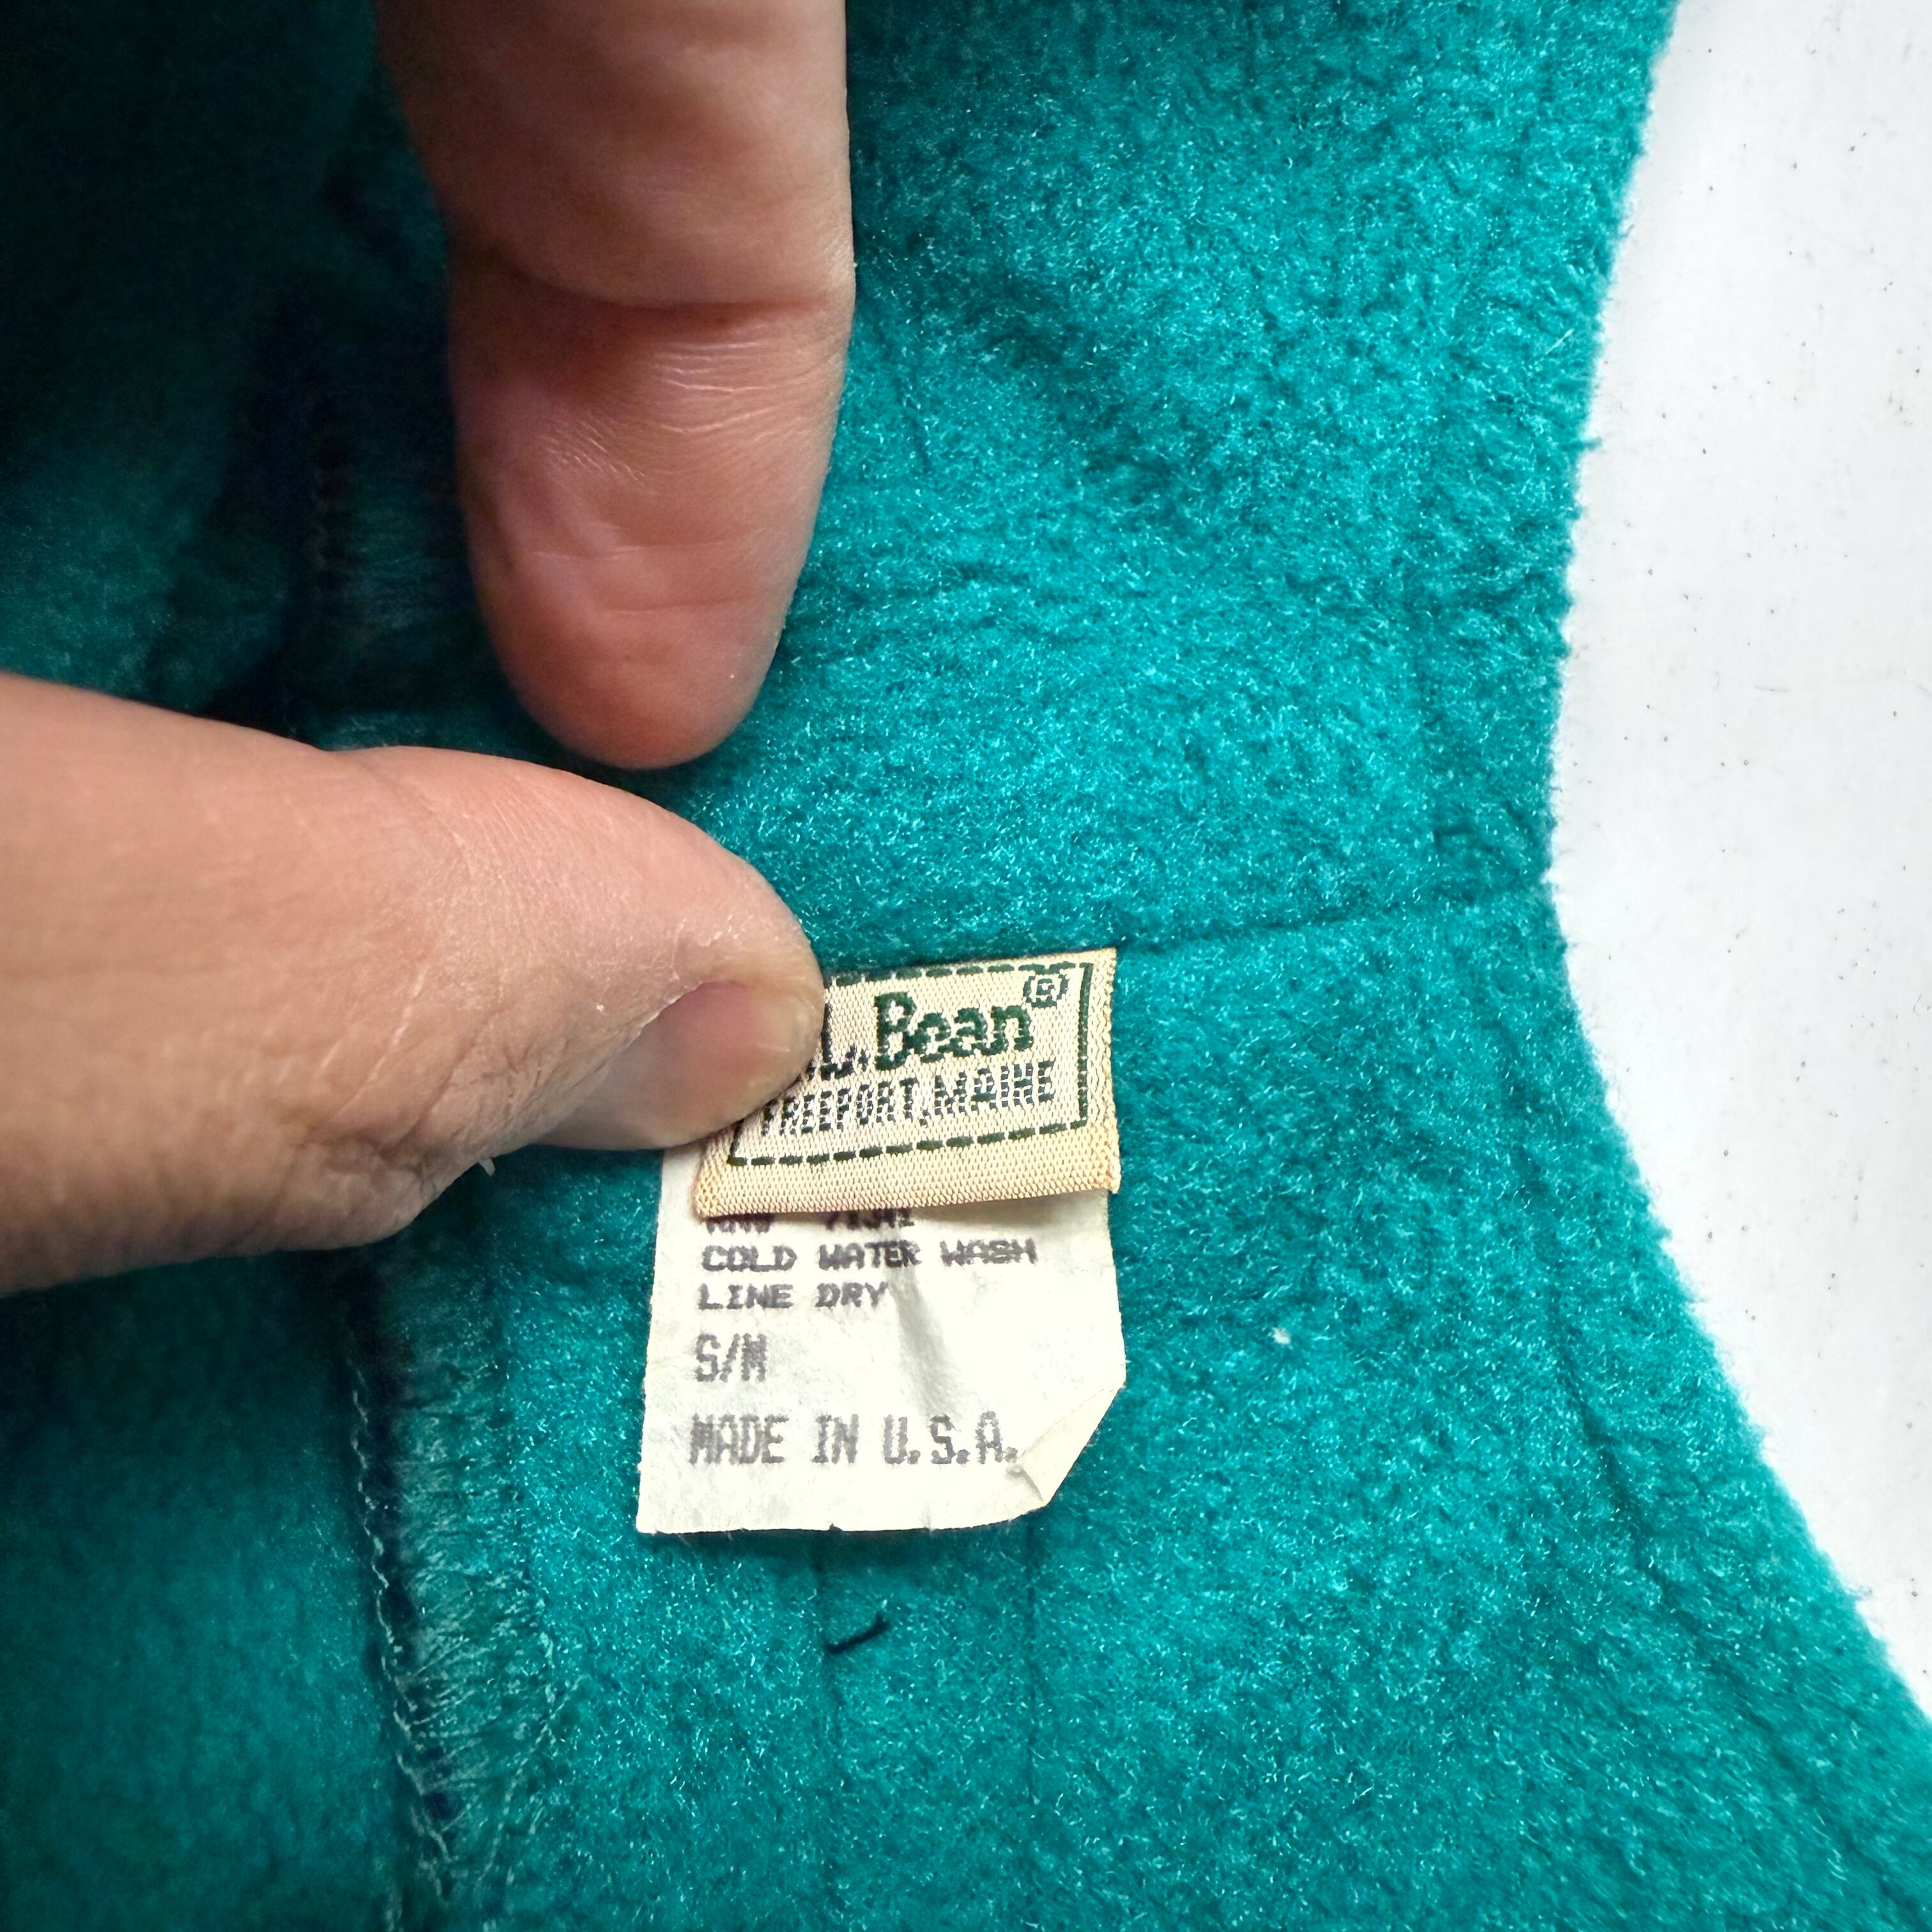 L. Bean®
FREEPORT, MAINE
COLD WATER WASH
LINE DRY
S/M
MADE IN U.S.A.